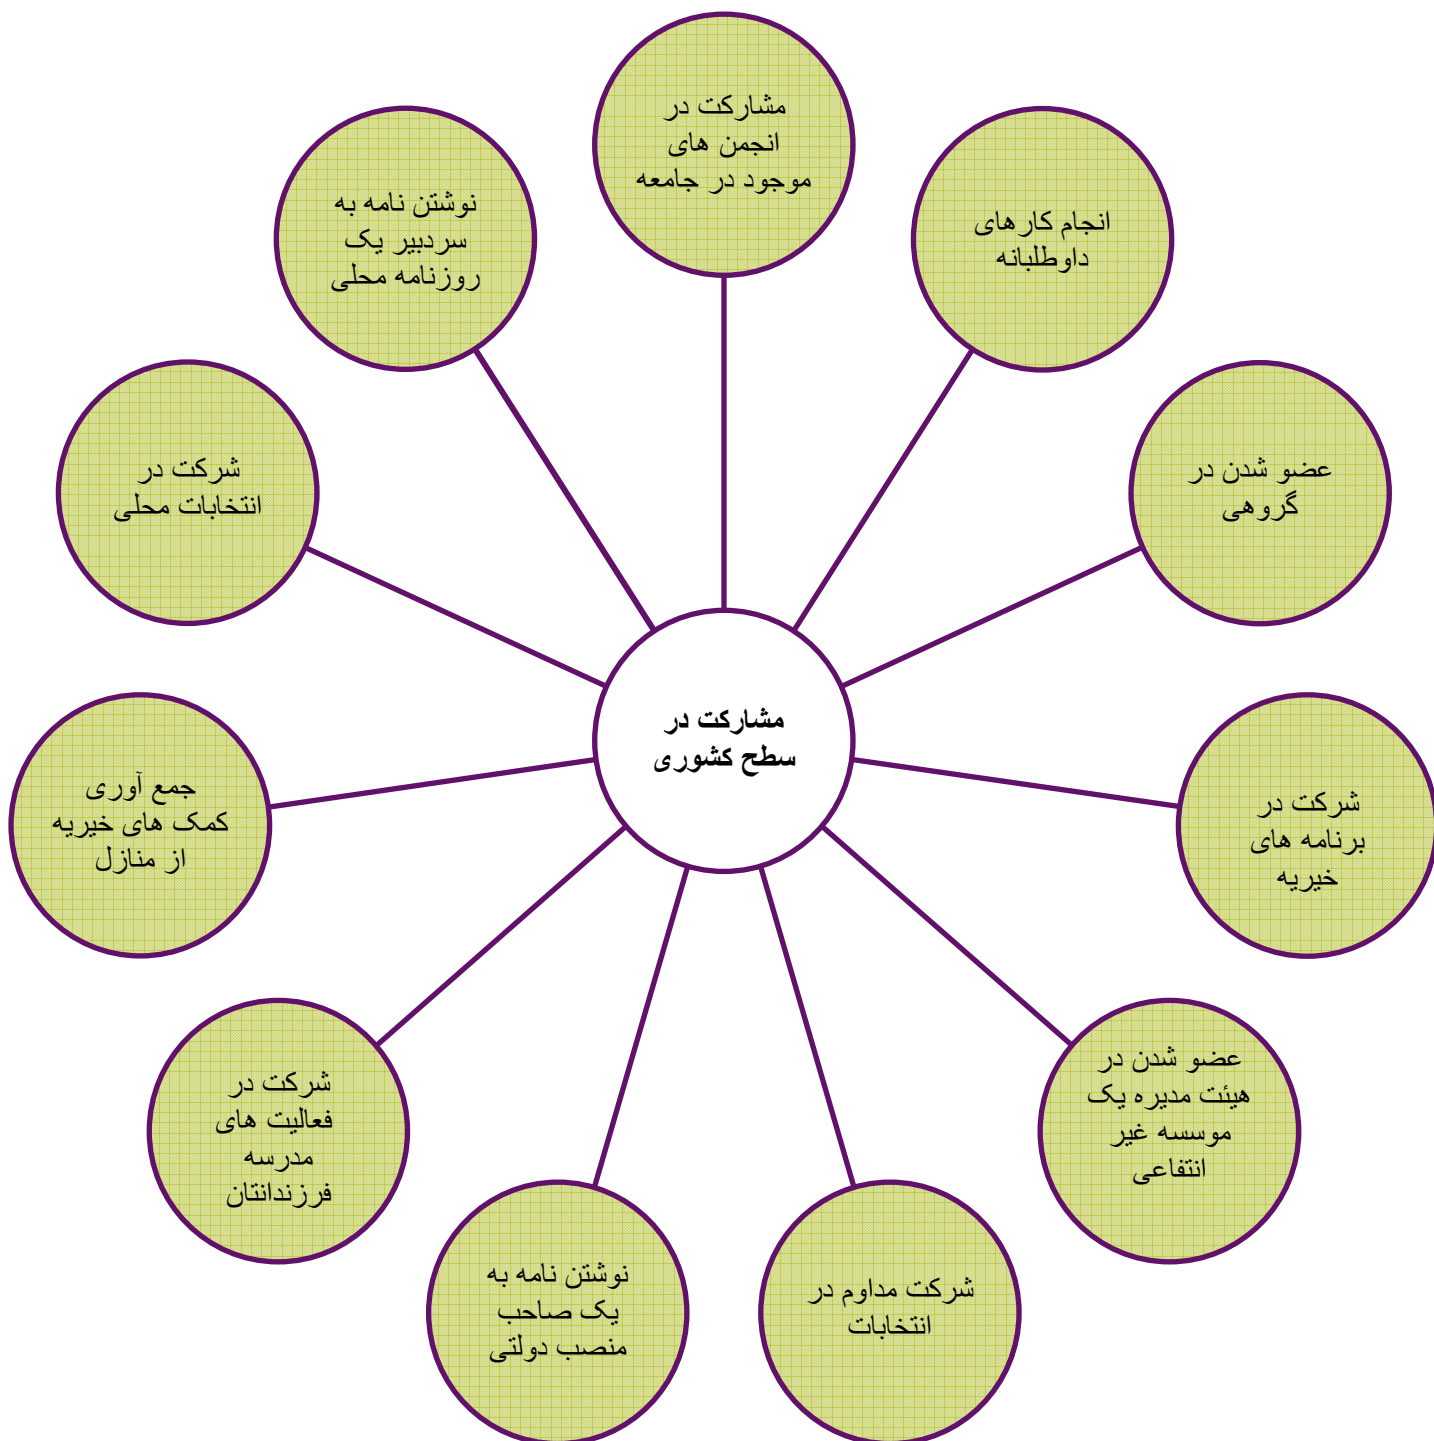 مشارکت در
انجمن های
موجود در جامعه
انجام کارهای
داوطلبانه
عضو شدن در
گروهی
شرکت در
برنامه های
خیریه
عضو شدن در
هیئت مدیره یک
موسسه غیر
انتفاعی
شرکت مداوم در
انتخابات
نوشتن نامه به
یک صاحب
منصب دولتی
شرکت در
فعالیت های
مدرسه
فرزندانتان
جمع آوری
کمک های خیریه
از منازل
شرکت در
انتخابات محلی
نوشتن نامه به
سردبیر یک
روزنامه محلی
مشارکت در
سطح کشوری